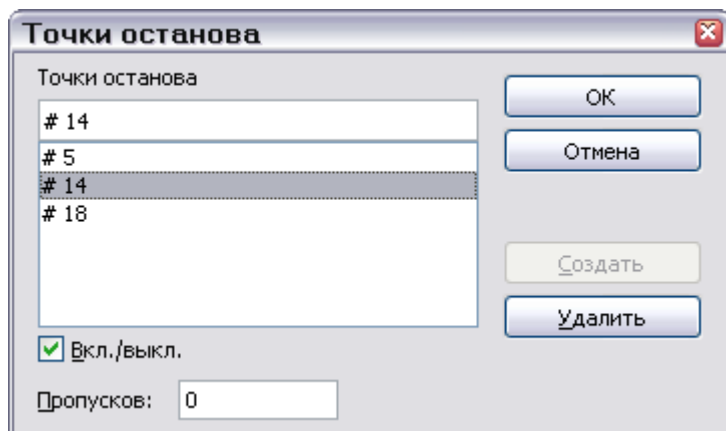 Точки останова
Точки останова
# 14
# 5
# 14
# 18
Вкл./выкл.
Пропусков: 0
ОК
Отмена
Создать
Удалить